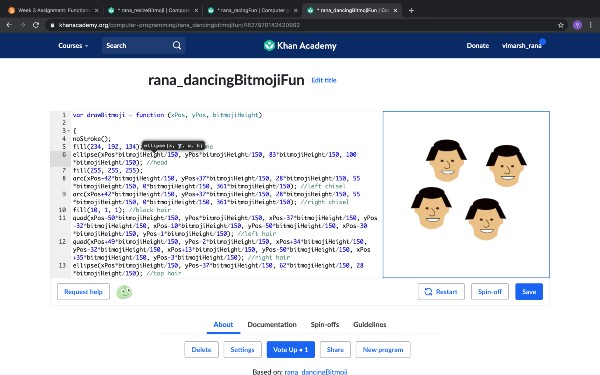 Week 3 Assignment: Functions
* rana_resizeBitmoji | Compute
* rana_racingFun | Computer p
* rana_dancingBitmojiFun | Com
khanacademy.org/computer-programming/rana_dancingbitmojifun/4827970142420992
Courses
Search
Khan Academy
Donate
vimarsh_rana
rana_dancingBitmojiFun
Edit title
1 var drawBitmoji = function (xPos, yPos, bitmojiHeight)
2
3 {
4 noStroke();
ellipse(x, y, w, h)
5 fill(234, 192, 134);
6 ellipse(xPos*bitmojiHeight/150, yPos*bitmojiHeight/150, 83*bitmojiHeight/150, 100
*bitmojiHeight/150); //head
7 fill(255, 255, 255);
8 arc(xPos+42*bitmojiHeight/150, yPos+37*bitmojiHeight/150, 28*bitmojiHeight/150, 55
*bitmojiHeight/150, 0*bitmojiHeight/150, 361*bitmojiHeight/150); //left chisel
9 arc(xPos+42*bitmojiHeight/150, yPos+37*bitmojiHeight/150, 28*bitmojiHeight/150, 55
*bitmojiHeight/150, 0*bitmojiHeight/150, 361*bitmojiHeight/150); //right chisel
10 fill(10, 1, 1); //black hair
11 quad(xPos-50*bitmojiHeight/150, yPos*bitmojiHeight/150, xPos-37*bitmojiHeight/150, yPos
-32*bitmojiHeight/150, xPos-10*bitmojiHeight/150, yPos-50*bitmojiHeight/150, xPos-30
*bitmojiHeight/150, yPos-1*bitmojiHeight/150); //left hair
12 quad(xPos+49*bitmojiHeight/150, yPos-2*bitmojiHeight/150, xPos+34*bitmojiHeight/150,
yPos-32*bitmojiHeight/150, xPos+13*bitmojiHeight/150, yPos-50*bitmojiHeight/150, xPos
+35*bitmojiHeight/150, yPos-3*bitmojiHeight/150); //right hair
13 ellipse(xPos*bitmojiHeight/150, yPos-37*bitmojiHeight/150, 62*bitmojiHeight/150, 28
*bitmojiHeight/150); //top hair
Request help
Restart
Spin-off
Save
About
Documentation
Spin-offs
Guidelines
Delete
Settings
Vote Up • 1
Share
New program
Based on: rana_dancingBitmoji